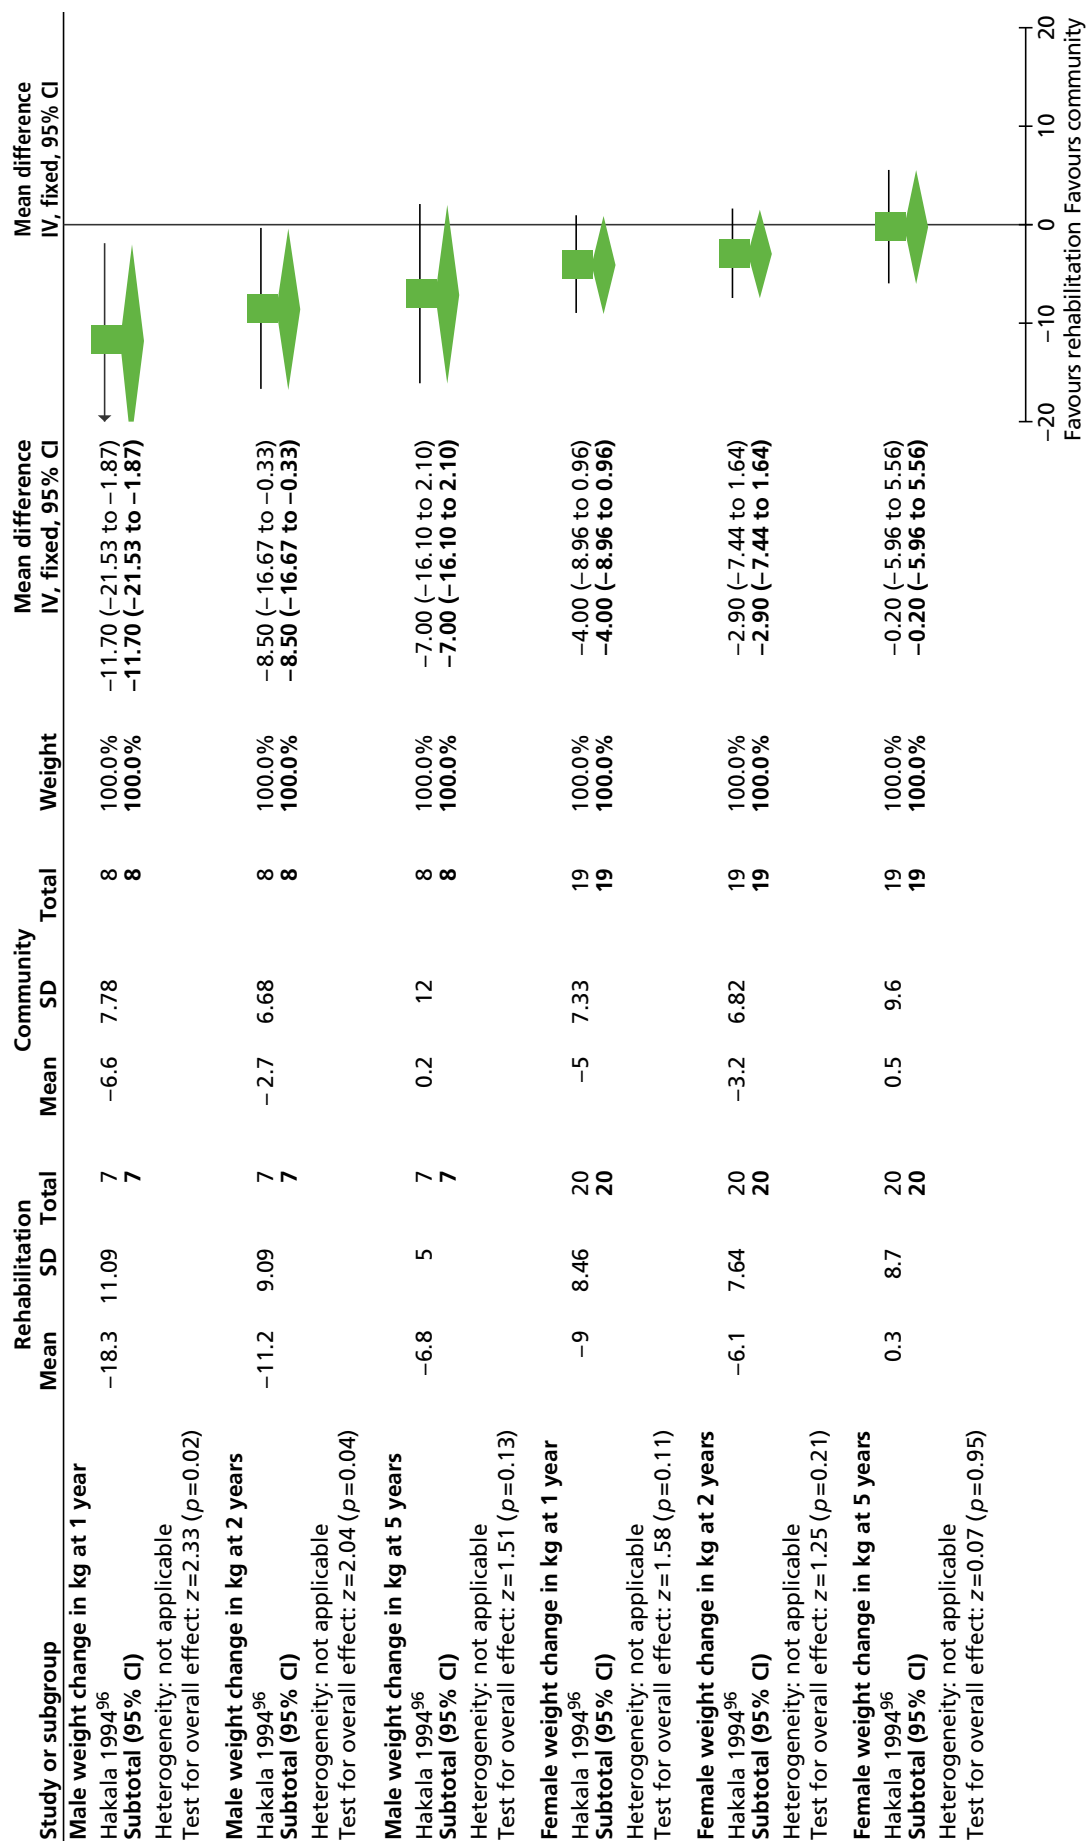 Rehabilitation Community Mean difference Mean difference
Study or subgroup Mean SD Total Mean SD Total Weight IV, fixed, 95% CI IV, fixed, 95% CI
Male weight change in kg at 1 year
Hakala 1994⁹⁶ −18.3 11.09 7 −6.6 7.78 8 100.0% −11.70 (−21.53 to −1.87)
Subtotal (95% CI) 7 8 100.0% −11.70 (−21.53 to −1.87)
Heterogeneity: not applicable
Test for overall effect: z=2.33 (p=0.02)
Male weight change in kg at 2 years
Hakala 1994⁹⁶ −11.2 9.09 7 −2.7 6.68 8 100.0% −8.50 (−16.67 to −0.33)
Subtotal (95% CI) 7 8 100.0% −8.50 (−16.67 to −0.33)
Heterogeneity: not applicable
Test for overall effect: z=2.04 (p=0.04)
Male weight change in kg at 5 years
Hakala 1994⁹⁶ −6.8 5 7 0.2 12 8 100.0% −7.00 (−16.10 to 2.10)
Subtotal (95% CI) 7 8 100.0% −7.00 (−16.10 to 2.10)
Heterogeneity: not applicable
Test for overall effect: z=1.51 (p=0.13)
Female weight change in kg at 1 year
Hakala 1994⁹⁶ −9 8.46 20 −5 7.33 19 100.0% −4.00 (−8.96 to 0.96)
Subtotal (95% CI) 20 19 100.0% −4.00 (−8.96 to 0.96)
Heterogeneity: not applicable
Test for overall effect: z=1.58 (p=0.11)
Female weight change in kg at 2 years
Hakala 1994⁹⁶ −6.1 7.64 20 −3.2 6.82 19 100.0% −2.90 (−7.44 to 1.64)
Subtotal (95% CI) 20 19 100.0% −2.90 (−7.44 to 1.64)
Heterogeneity: not applicable
Test for overall effect: z=1.25 (p=0.21)
Female weight change in kg at 5 years
Hakala 1994⁹⁶ 0.3 8.7 20 0.5 9.6 19 100.0% −0.20 (−5.96 to 5.56)
Subtotal (95% CI) 20 19 100.0% −0.20 (−5.96 to 5.56)
Heterogeneity: not applicable
Test for overall effect: z=0.07 (p=0.95)
−20 −10 0 10 20
Favours rehabilitation Favours community